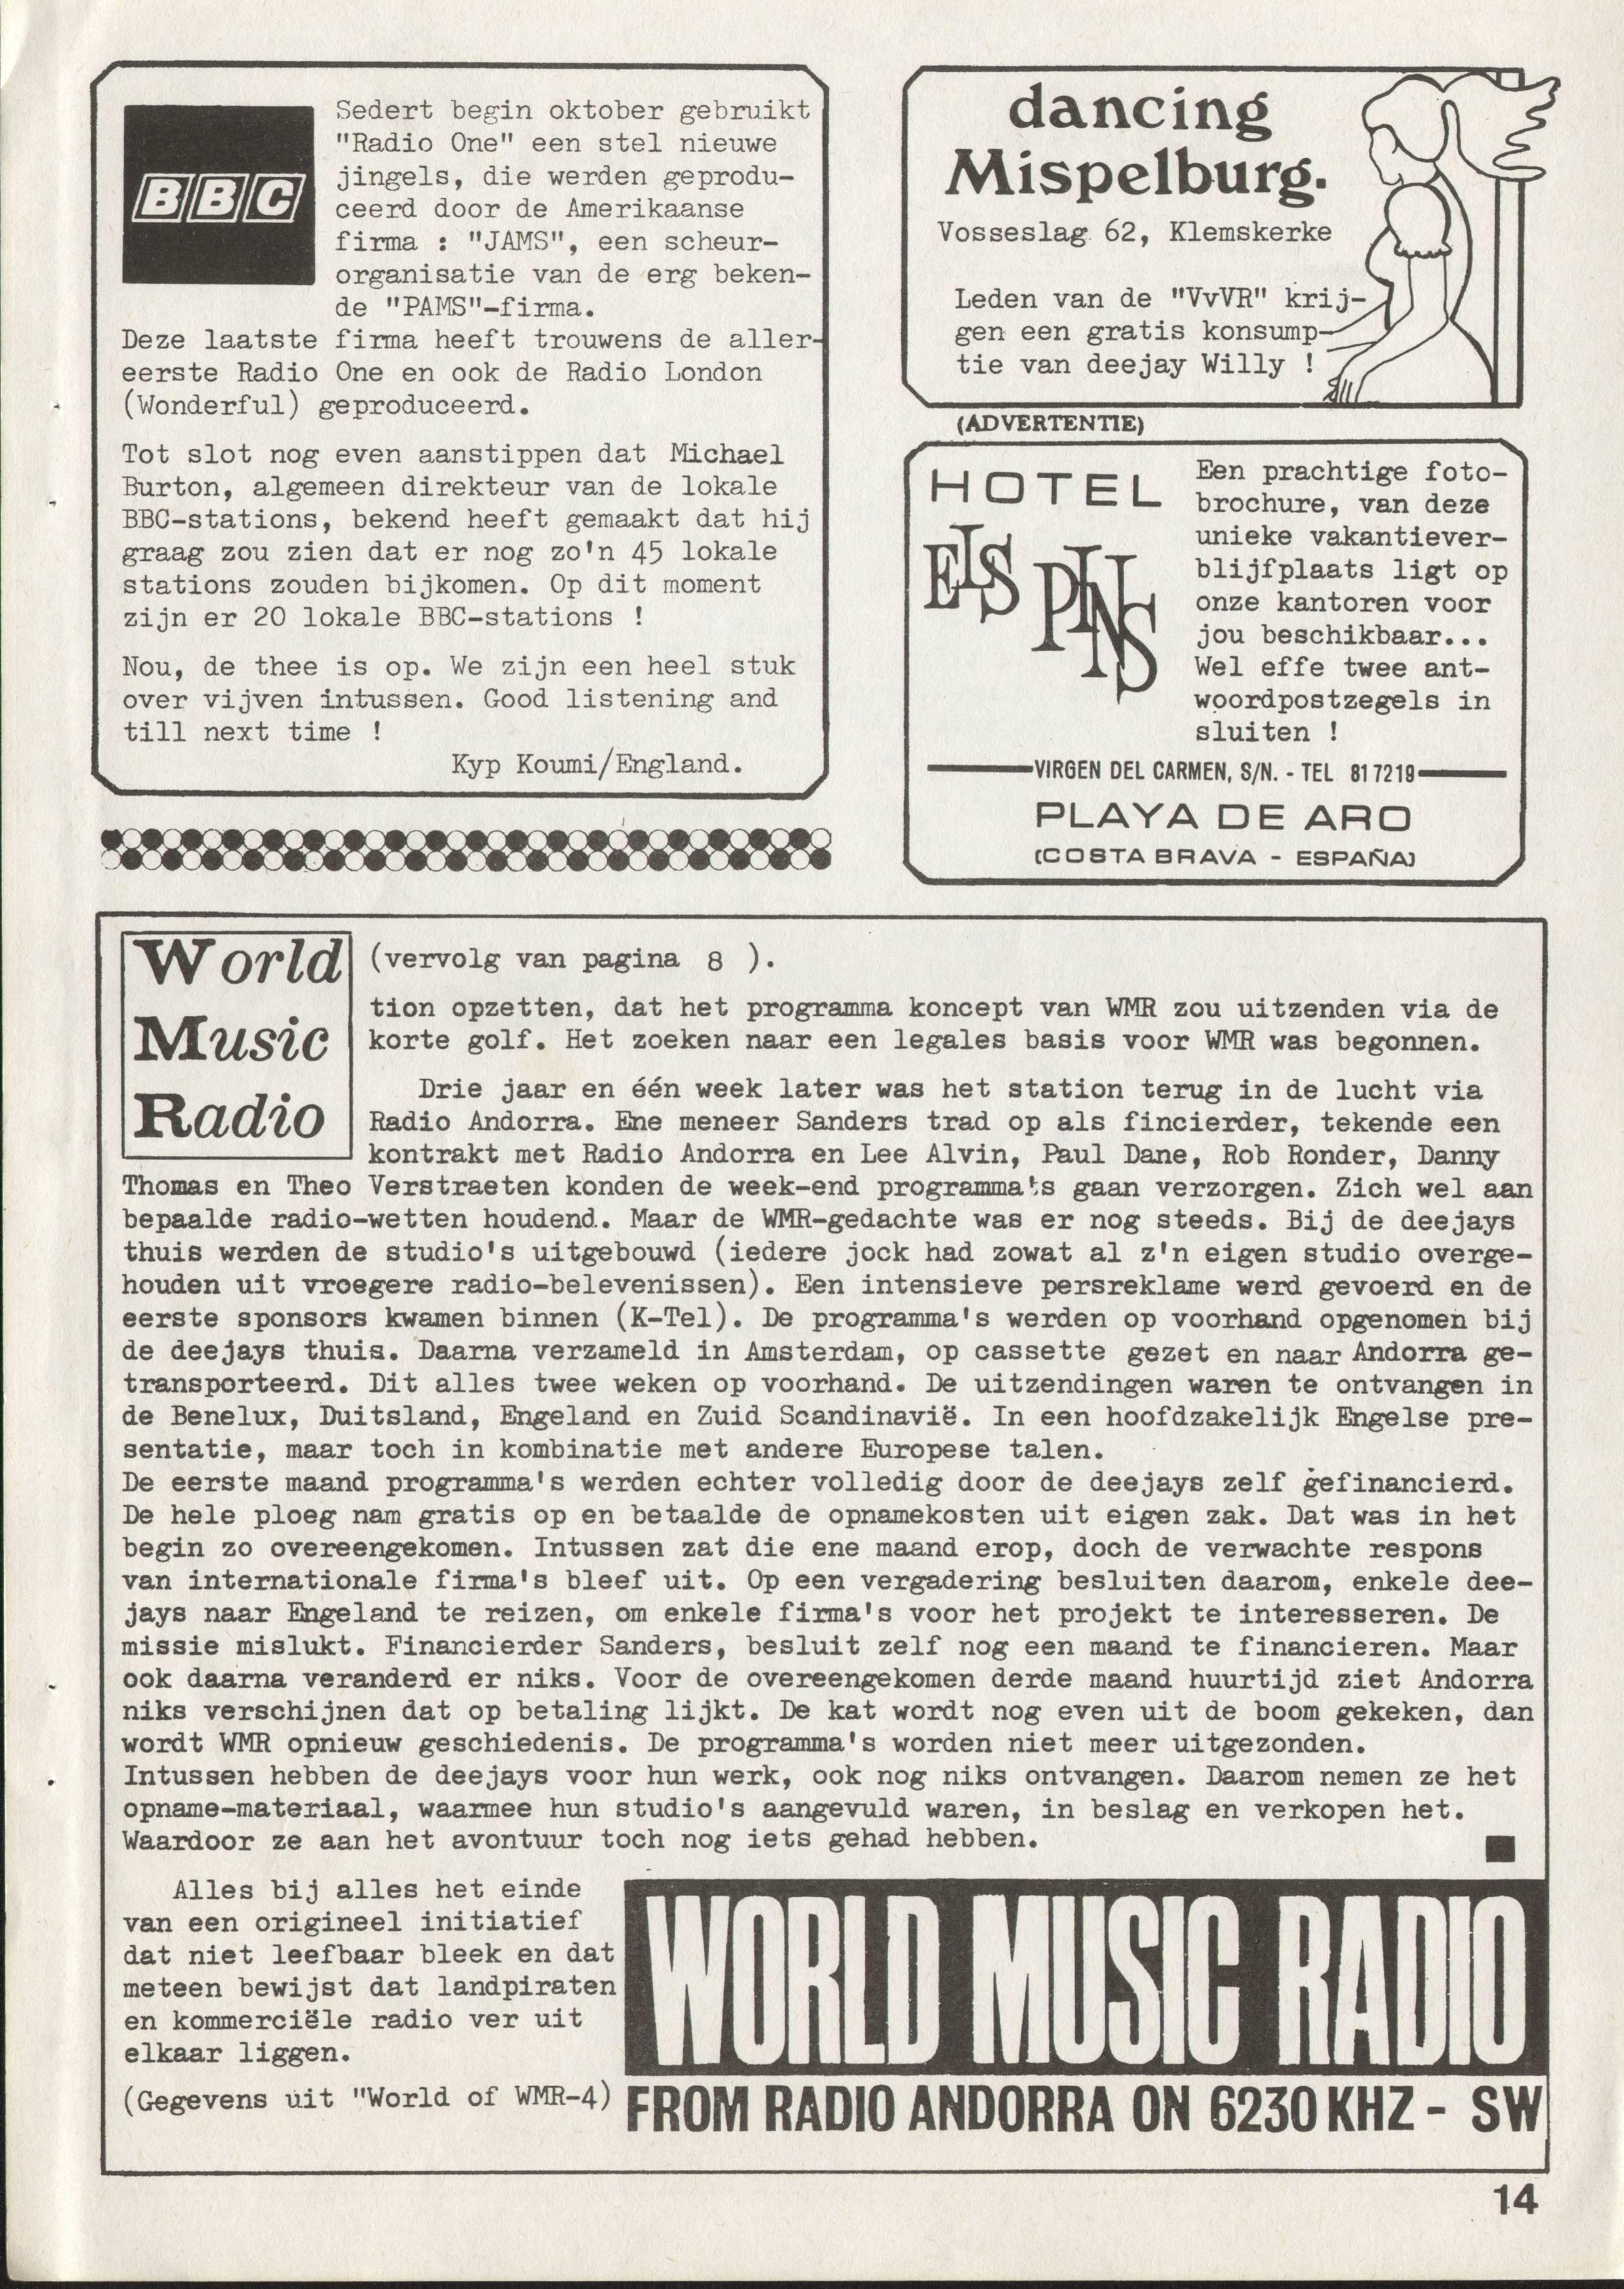 BBC
Sedert begin oktober gebruikt
"Radio One" een stel nieuwe
jingels, die werden geprodu-
ceerd door de Amerikaanse
firma : "JAMS", een scheur-
organisatie van de erg beken-
de "PAMS"-firma.
Deze laatste firma heeft trouwens de aller-
eerste Radio One en ook de Radio London
(Wonderful) geproduceerd.
Tot slot nog even aanstippen dat Michael
Burton, algemeen direkteur van de lokale
BBC-stations, bekend heeft gemaakt dat hij
graag zou zien dat er nog zo'n 45 lokale
stations zouden bijkomen. Op dit moment
zijn er 20 lokale BBC-stations !
Nou, de thee is op. We zijn een heel stuk
over vijven intussen. Good listening and
till next time !
Kyp Koumi/England.
dancing
Mispelburg.
Vosseslag 62, Klemskerke
Leden van de "VvVR" krij-
gen een gratis konsump-
tie van deejay Willy !
(ADVERTENTIE)
HOTEL
ELS PINS
Een prachtige foto-
brochure, van deze
unieke vakantiever-
blijfplaats ligt op
onze kantoren voor
jou beschikbaar...
Wel effe twee ant-
woordpostzegels in
sluiten !
VIRGEN DEL CARMEN, S/N. - TEL 817219
PLAYA DE ARO
(COSTA BRAVA - ESPAÑA)
World
Music
Radio
(vervolg van pagina 8 ).
tion opzetten, dat het programma koncept van WMR zou uitzenden via de
korte golf. Het zoeken naar een legales basis voor WMR was begonnen.
Drie jaar en één week later was het station terug in de lucht via
Radio Andorra. Ene meneer Sanders trad op als fincierder, tekende een
kontrakt met Radio Andorra en Lee Alvin, Paul Dane, Rob Ronder, Danny
Thomas en Theo Verstraeten konden de week-end programma's gaan verzorgen. Zich wel aan
bepaalde radio-wetten houdend. Maar de WMR-gedachte was er nog steeds. Bij de deejays
thuis werden de studio's uitgebouwd (iedere jock had zowat al z'n eigen studio overge-
houden uit vroegere radio-belevenissen). Een intensieve persreklame werd gevoerd en de
eerste sponsors kwamen binnen (K-Tel). De programma's werden op voorhand opgenomen bij
de deejays thuis. Daarna verzameld in Amsterdam, op cassette gezet en naar Andorra ge-
transporteerd. Dit alles twee weken op voorhand. De uitzendingen waren te ontvangen in
de Benelux, Duitsland, Engeland en Zuid Scandinavië. In een hoofdzakelijk Engelse pre-
sentatie, maar toch in kombinatie met andere Europese talen.
De eerste maand programma's werden echter volledig door de deejays zelf gefinancierd.
De hele ploeg nam gratis op en betaalde de opnamekosten uit eigen zak. Dat was in het
begin zo overeengekomen. Intussen zat die ene maand erop, doch de verwachte respons
van internationale firma's bleef uit. Op een vergadering besluiten daarom, enkele dee-
jays naar Engeland te reizen, om enkele firma's voor het projekt te interesseren. De
missie mislukt. Financierder Sanders, besluit zelf nog een maand te financieren. Maar
ook daarna veranderd er niks. Voor de overeengekomen derde maand huurtijd ziet Andorra
niks verschijnen dat op betaling lijkt. De kat wordt nog even uit de boom gekeken, dan
wordt WMR opnieuw geschiedenis. De programma's worden niet meer uitgezonden.
Intussen hebben de deejays voor hun werk, ook nog niks ontvangen. Daarom nemen ze het
opname-materiaal, waarmee hun studio's aangevuld waren, in beslag en verkopen het.
Waardoor ze aan het avontuur toch nog iets gehad hebben.
Alles bij alles het einde
van een origineel initiatief
dat niet leefbaar bleek en dat
meteen bewijst dat landpiraten
en kommerciële radio ver uit
elkaar liggen.
(Gegevens uit "World of WMR-4)
WORLD MUSIC RADIO
FROM RADIO ANDORRA ON 6230 KHZ - SW
14